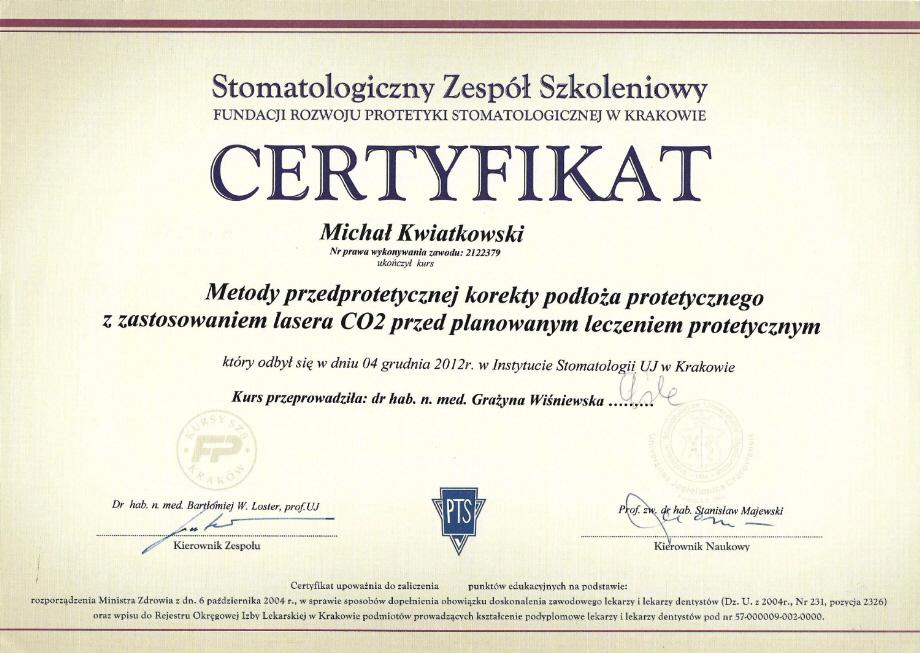 Stomatologiczny Zespół Szkoleniowy
FUNDACJI ROZWOJU PROTETYKI STOMATOLOGICZNEJ W KRAKOWIE
CERTYFIKAT
Michał Kwiatkowski
Nr prawa wykonywania zawodu: 2122379
ukończył kurs
Metody przedprotetycznej korekty podłoża protetycznego
z zastosowaniem lasera CO2 przed planowanym leczeniem protetycznym
który odbył się w dniu 04 grudnia 2012r. w Instytucie Stomatologii UJ w Krakowie
Kurs przeprowadziła: dr hab. n. med. Grażyna Wiśniewska .........
KURSY SZS
FP
KRAKÓW
Dr hab. n. med. Bartłomiej W. Loster, prof.UJ
Kierownik Zespołu
PTS
Prof. zw. dr hab. Stanisław Majewski
Kierownik Naukowy
Certyfikat upoważnia do zaliczenia punktów edukacyjnych na podstawie:
rozporządzenia Ministra Zdrowia z dn. 6 października 2004 r., w sprawie sposobów dopełnienia obowiązku doskonalenia zawodowego lekarzy i lekarzy dentystów (Dz. U. z 2004r., Nr 231, pozycja 2326)
oraz wpisu do Rejestru Okręgowej Izby Lekarskiej w Krakowie podmiotów prowadzących kształcenie podyplomowe lekarzy i lekarzy dentystów pod nr 57-000009-002-0000.